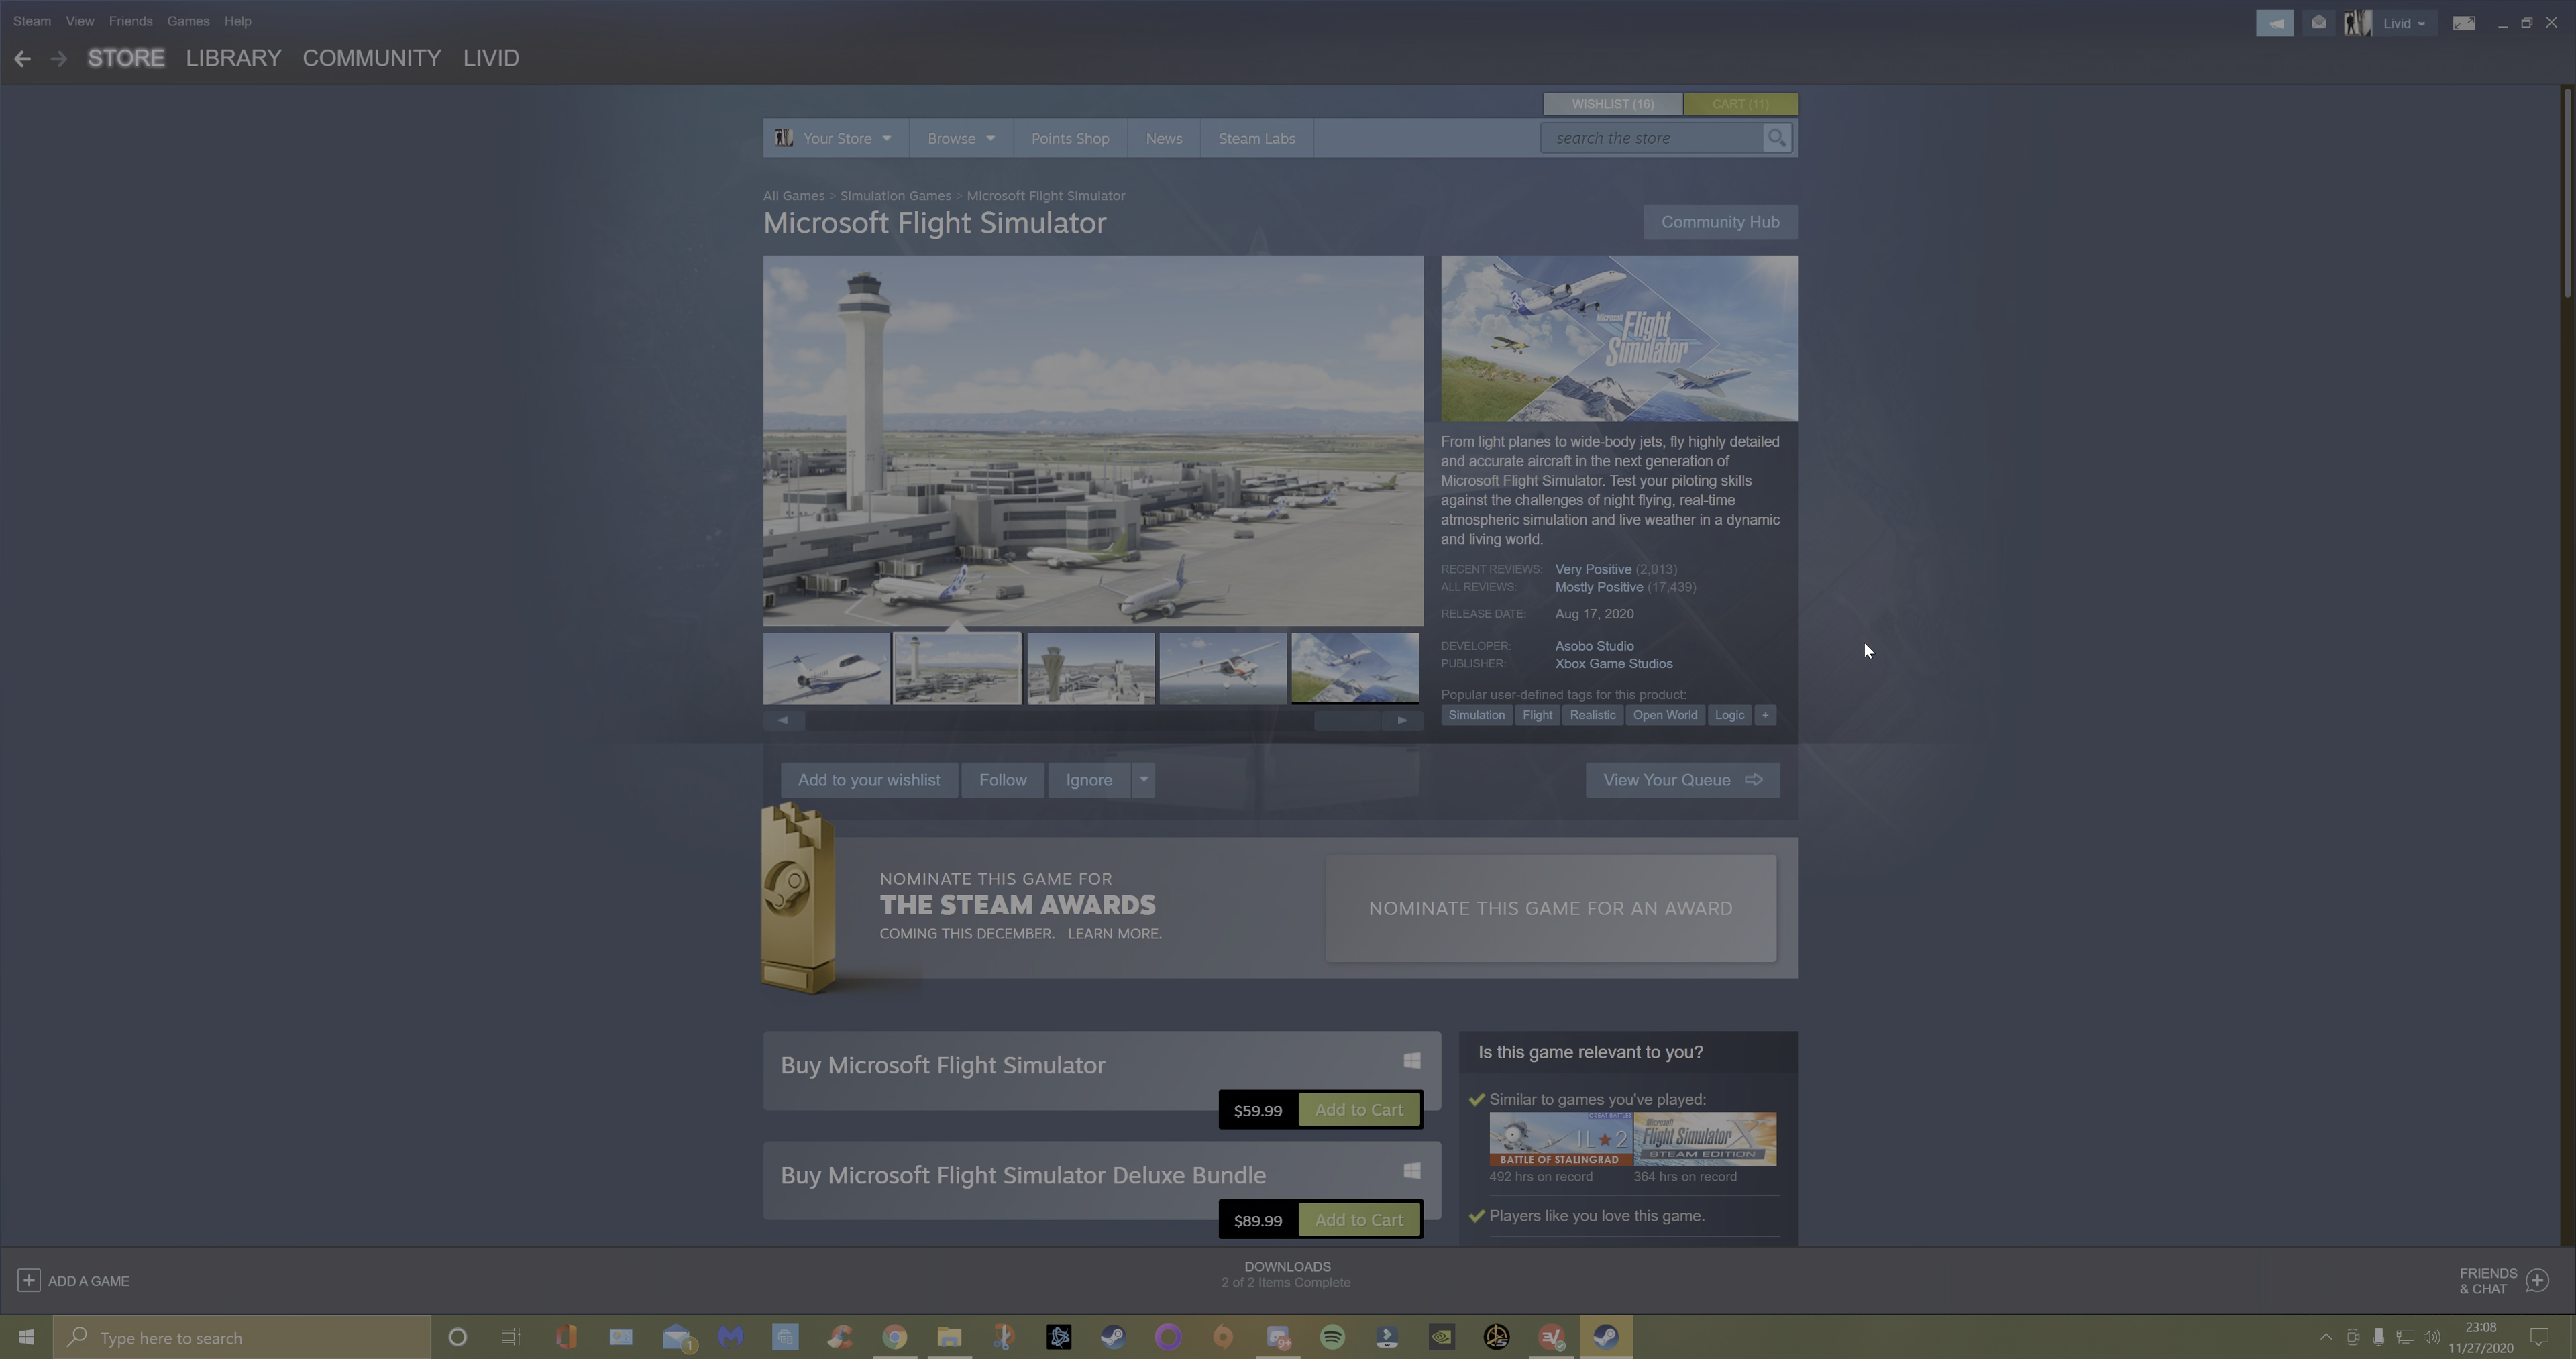 Steam View Friends Games Help
Livid
STORE LIBRARY COMMUNITY LIVID
WISHLIST (16) CART (11)
Your Store Browse Points Shop News Steam Labs
search the store
All Games > Simulation Games > Microsoft Flight Simulator
Microsoft Flight Simulator
Community Hub
Microsoft
Flight
Simulator
From light planes to wide-body jets, fly highly detailed
and accurate aircraft in the next generation of
Microsoft Flight Simulator. Test your piloting skills
against the challenges of night flying, real-time
atmospheric simulation and live weather in a dynamic
and living world.
RECENT REVIEWS: Very Positive (2,013)
ALL REVIEWS: Mostly Positive (17,439)
RELEASE DATE: Aug 17, 2020
DEVELOPER: Asobo Studio
PUBLISHER: Xbox Game Studios
Popular user-defined tags for this product:
Simulation Flight Realistic Open World Logic +
Add to your wishlist Follow Ignore
View Your Queue
NOMINATE THIS GAME FOR
THE STEAM AWARDS
COMING THIS DECEMBER. LEARN MORE.
NOMINATE THIS GAME FOR AN AWARD
Buy Microsoft Flight Simulator
$59.99 Add to Cart
Buy Microsoft Flight Simulator Deluxe Bundle
$89.99 Add to Cart
Is this game relevant to you?
Similar to games you've played:
GREAT BATTLES
IL★2
BATTLE OF STALINGRAD
Microsoft
Flight Simulator X
STEAM EDITION
492 hrs on record 364 hrs on record
Players like you love this game.
ADD A GAME
DOWNLOADS
2 of 2 Items Complete
FRIENDS
& CHAT
Type here to search
1
9+
23:08
11/27/2020